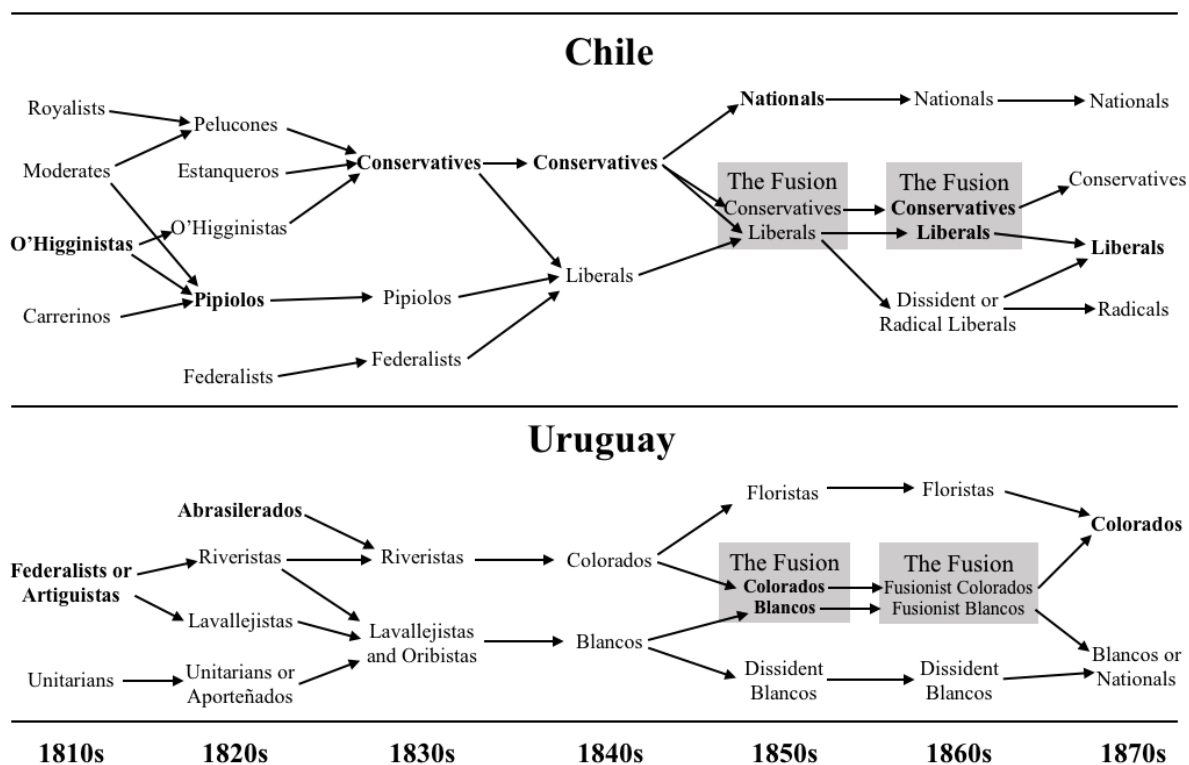 Chile
Royalists
Moderates
O'Higginistas
Carrerinos
Pelucones
Estanqueros
O'Higginistas
Pipiolos
Federalists
Conservatives
Pipiolos
Federalists
Conservatives
Liberals
Nationals
The Fusion
Conservatives
Liberals
Nationals
The Fusion
Conservatives
Liberals
Dissident or
Radical Liberals
Nationals
Conservatives
Liberals
Radicals
Uruguay
Federalists or
Artiguistas
Unitarians
Abrasilerados
Riveristas
Lavallejistas
Unitarians or
Aporteñados
Riveristas
Lavallejistas
and Oribistas
Colorados
Blancos
Floristas
The Fusion
Colorados
Blancos
Dissident
Blancos
Floristas
The Fusion
Fusionist Colorados
Fusionist Blancos
Dissident
Blancos
Colorados
Blancos or
Nationals
1810s
1820s
1830s
1840s
1850s
1860s
1870s